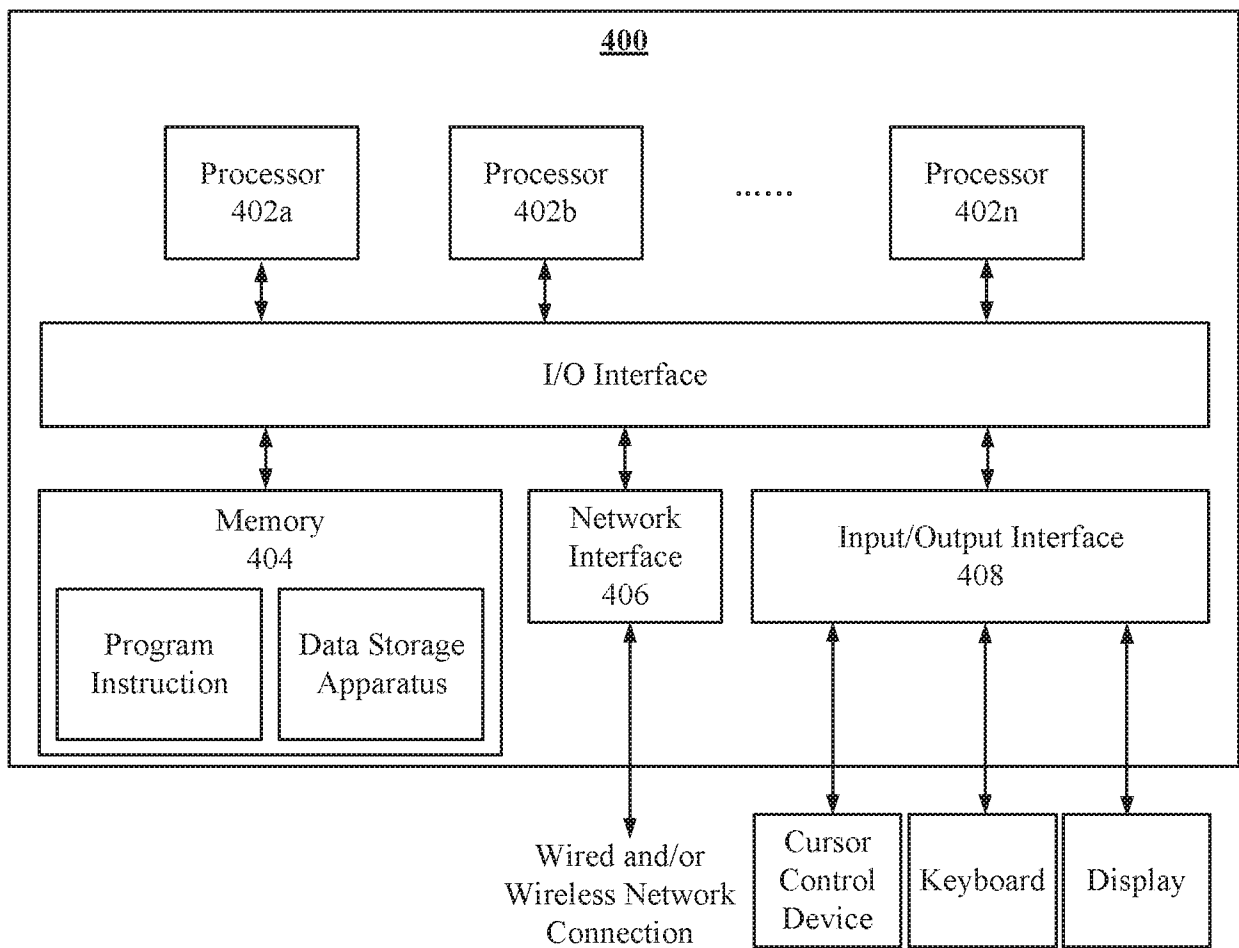 400
Processor
402a
Processor
402b
......
Processor
402n
I/O Interface
Memory
404
Program
Instruction
Data Storage
Apparatus
Network
Interface
406
Input/Output Interface
408
Wired and/or
Wireless Network
Connection
Cursor
Control
Device
Keyboard
Display